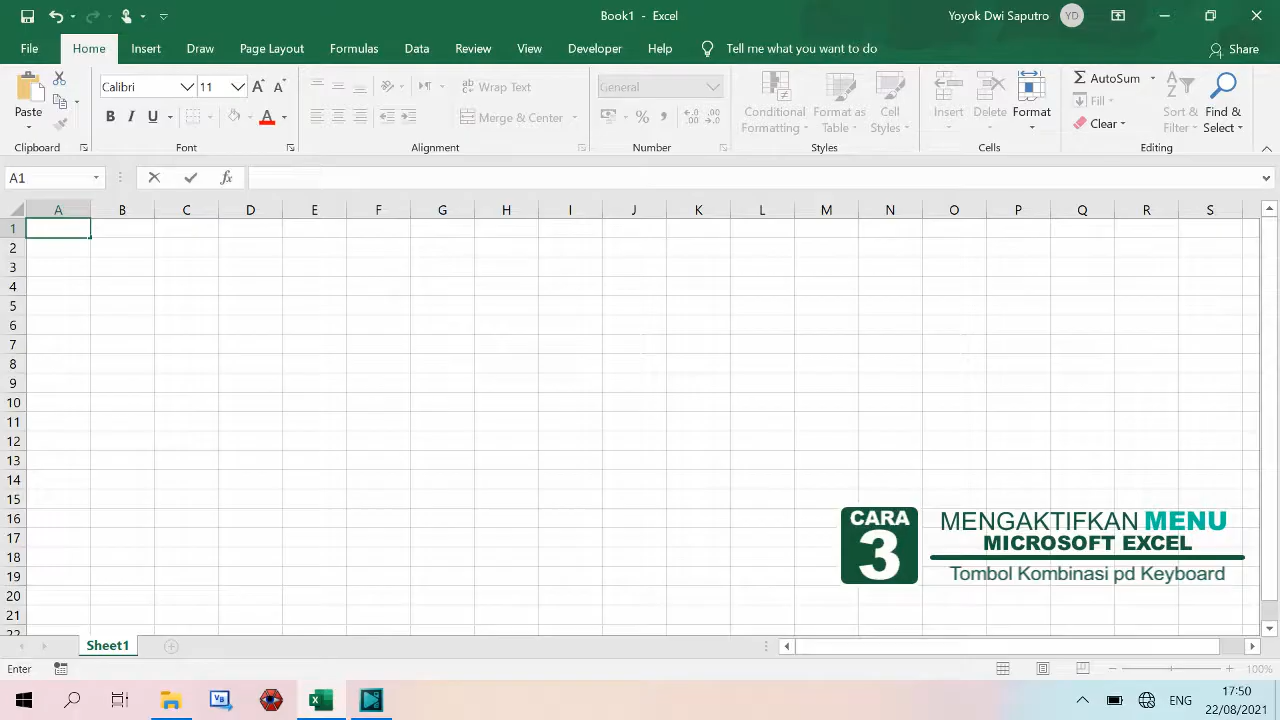 Book1 - Excel
Yoyok Dwi Saputro
YD
File
Home
Insert
Draw
Page Layout
Formulas
Data
Review
View
Developer
Help
Tell me what you want to do
Share
Paste
Clipboard
Calibri
11
B I U
Font
Wrap Text
Merge & Center
Alignment
General
Number
Conditional
Formatting
Format as
Table
Cell
Styles
Styles
Insert
Delete
Format
Cells
AutoSum
Fill
Clear
Sort &
Filter
Find &
Select
Editing
A1
fx
A B C D E F G H I J K L M N O P Q R S
1
2
3
4
5
6
7
8
9
10
11
12
13
14
15
16
17
18
19
20
21
22
CARA
3
MENGAKTIFKAN MENU
MICROSOFT EXCEL
Tombol Kombinasi pd Keyboard
Sheet1
Enter
100%
ENG
17:50
22/08/2021